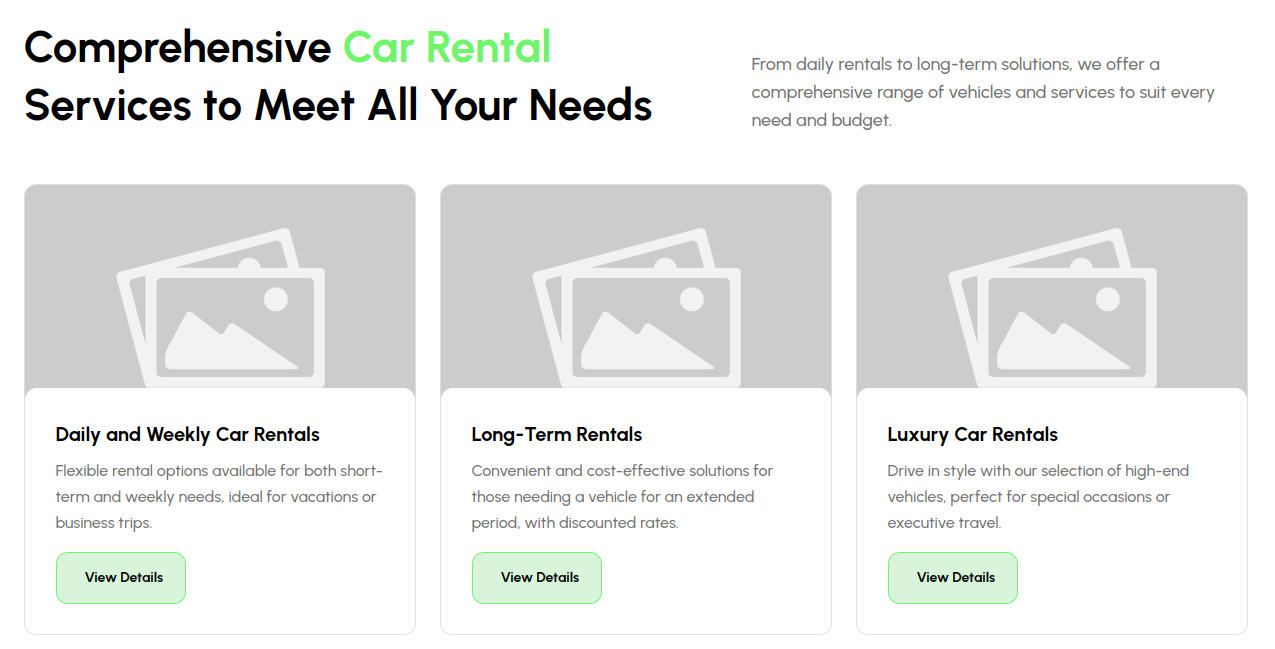 Comprehensive Car Rental
Services to Meet All Your Needs
From daily rentals to long-term solutions, we offer a
comprehensive range of vehicles and services to suit every
need and budget.
Daily and Weekly Car Rentals
Flexible rental options available for both short-
term and weekly needs, ideal for vacations or
business trips.
View Details
Long-Term Rentals
Convenient and cost-effective solutions for
those needing a vehicle for an extended
period, with discounted rates.
View Details
Luxury Car Rentals
Drive in style with our selection of high-end
vehicles, perfect for special occasions or
executive travel.
View Details